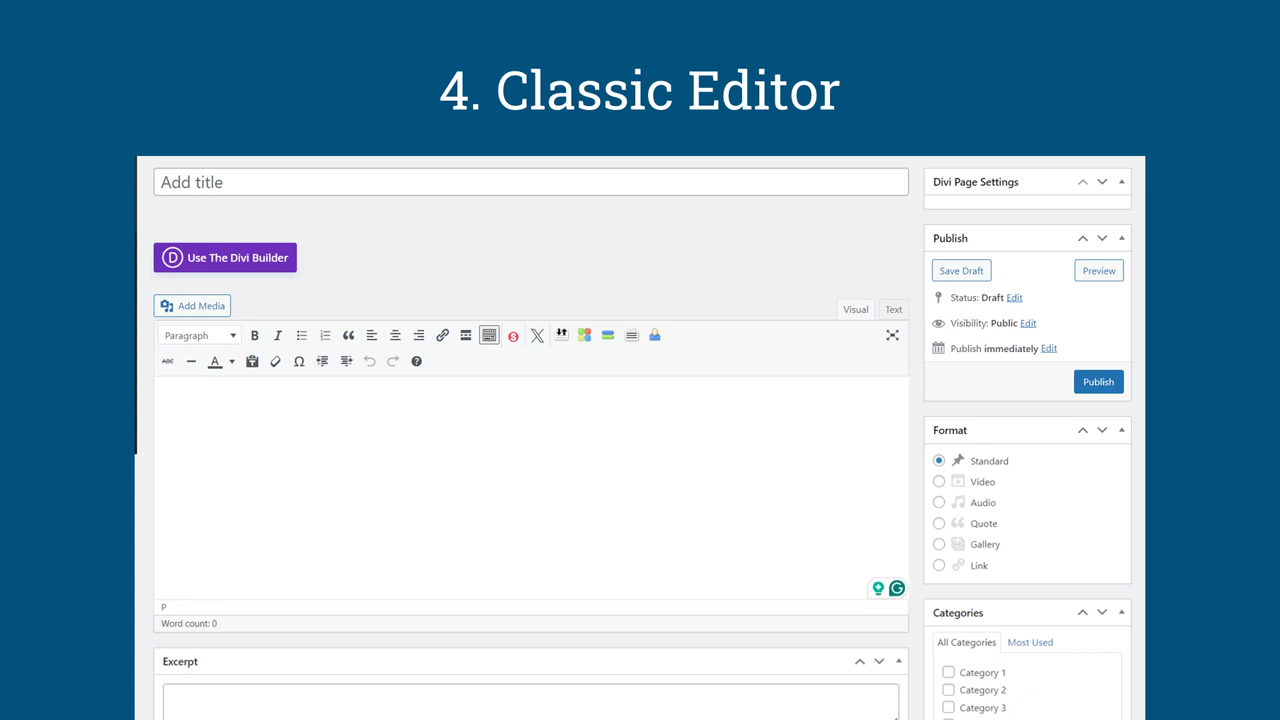 4. Classic Editor
Add title
D Use The Divi Builder
Add Media
Visual Text
Paragraph B I S
ABC A Ω ?
P
Word count: 0
Excerpt
Divi Page Settings
Publish
Save Draft Preview
Status: Draft Edit
Visibility: Public Edit
Publish immediately Edit
Publish
Format
Standard
Video
Audio
Quote
Gallery
Link
Categories
All Categories Most Used
Category 1
Category 2
Category 3